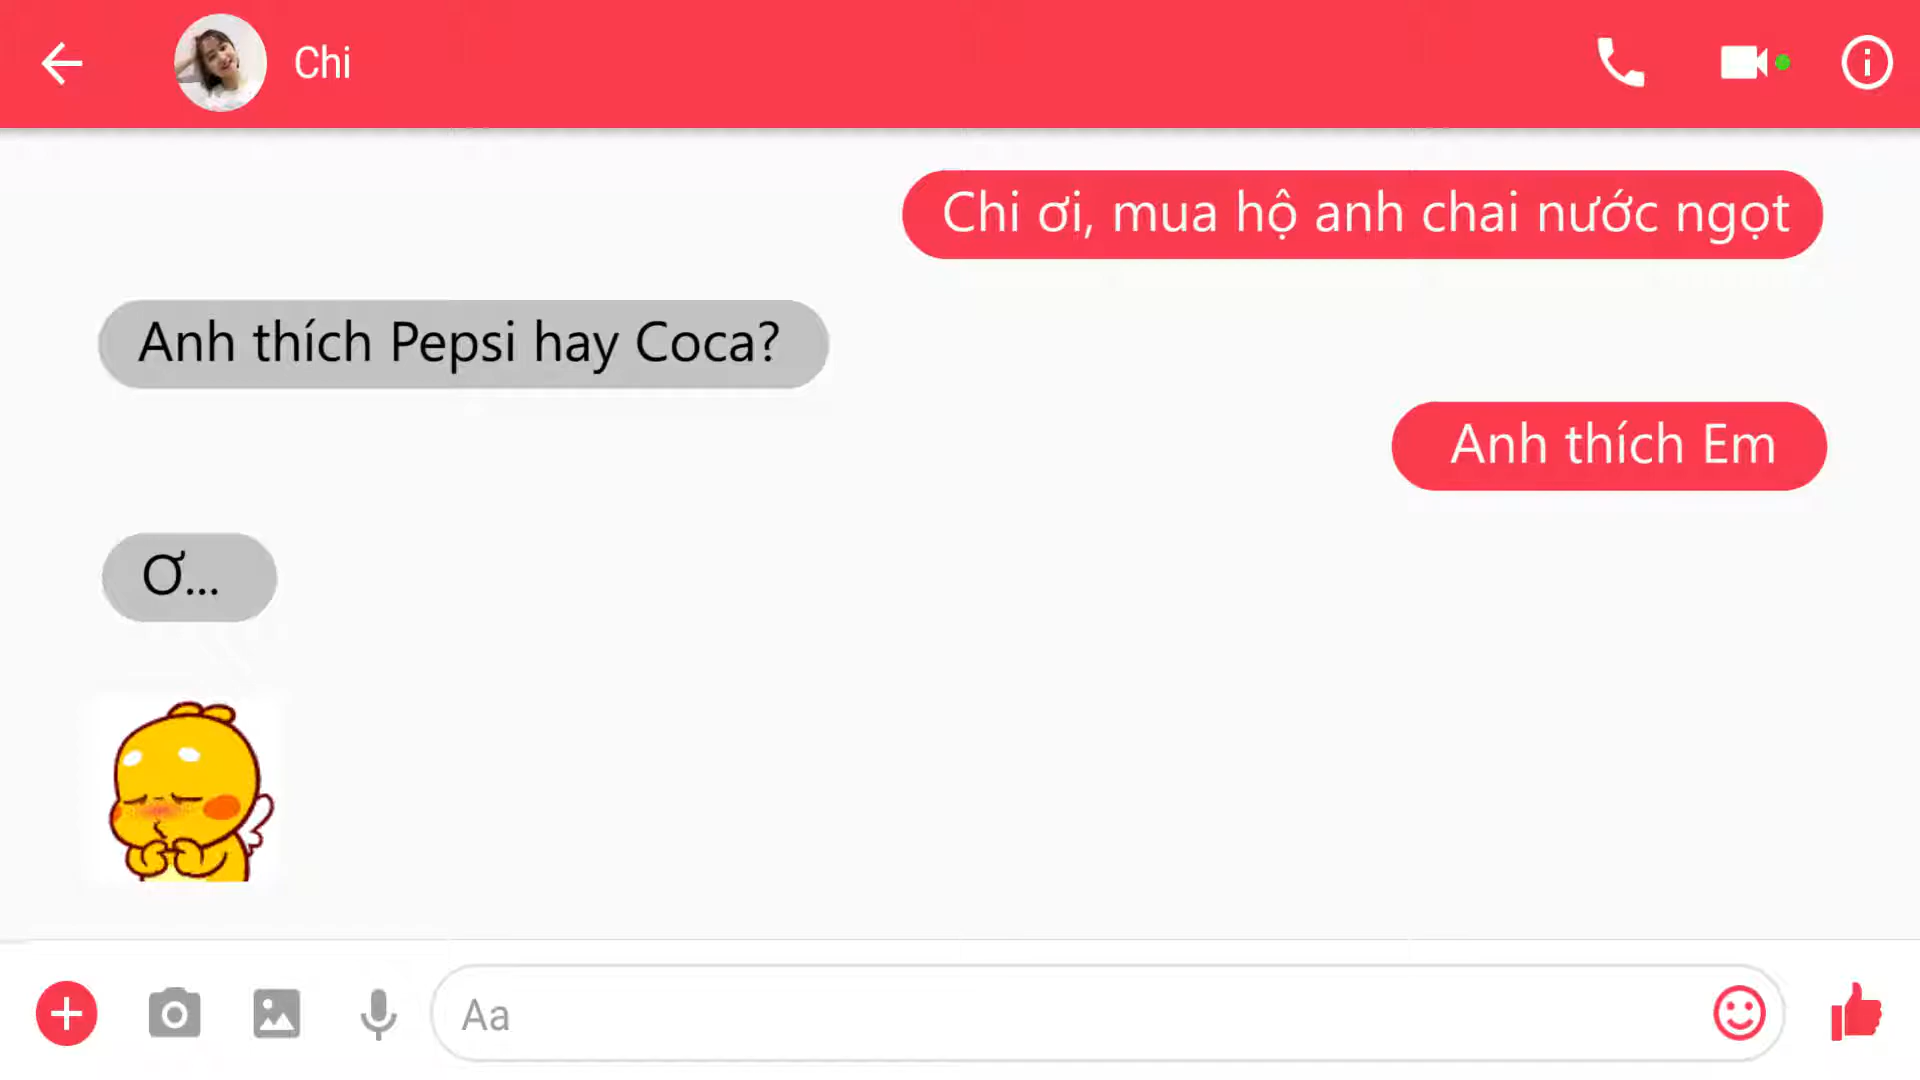 Chi
Chi ơi, mua hộ anh chai nước ngọt
Anh thích Pepsi hay Coca?
Anh thích Em
Ơ...
Aa